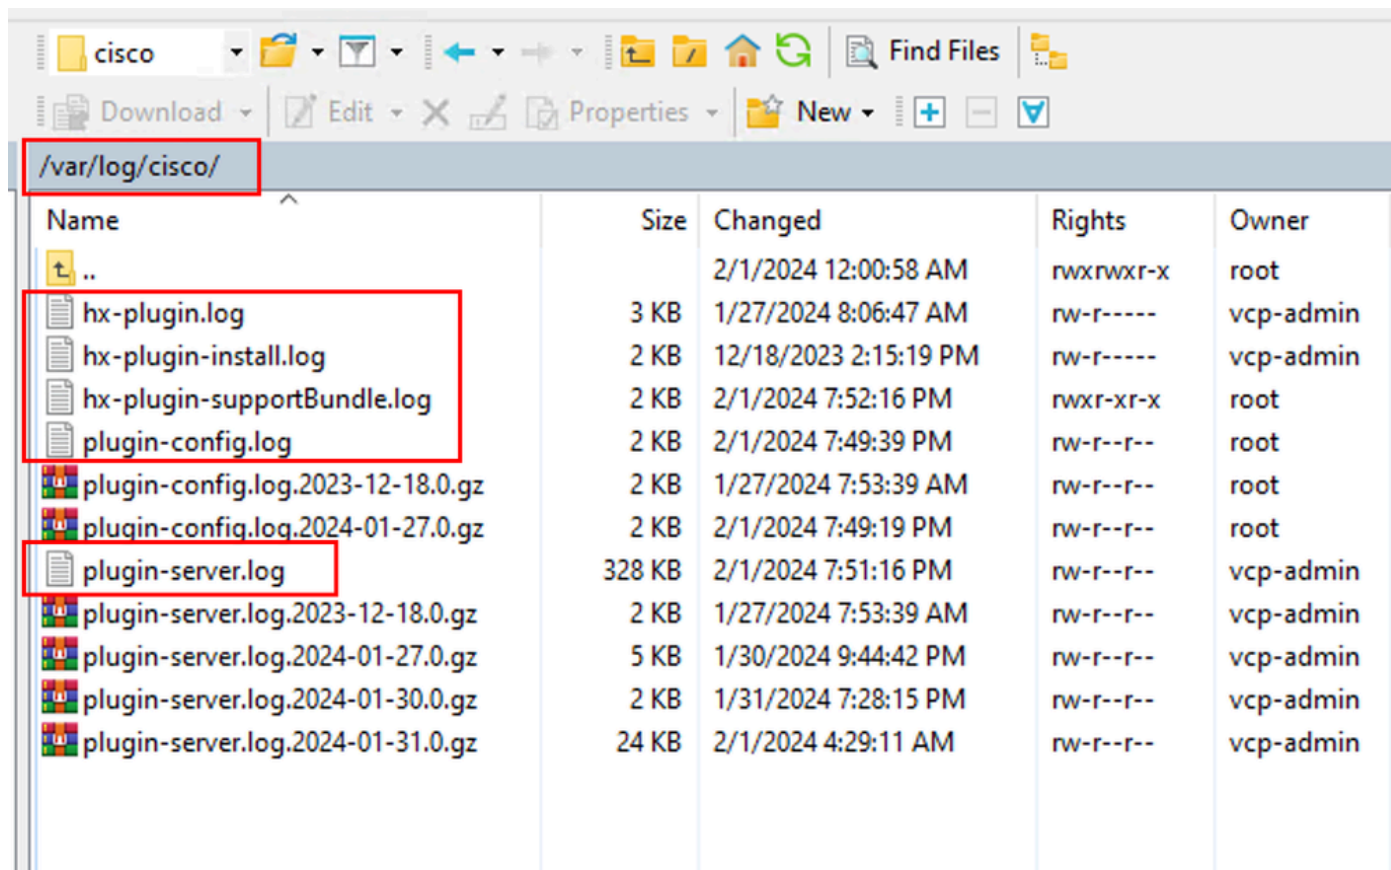 cisco Find Files
Download Edit Properties New
/var/log/cisco/
Name Size Changed Rights Owner
.. 2/1/2024 12:00:58 AM rwxrwxr-x root
hx-plugin.log 3 KB 1/27/2024 8:06:47 AM rw-r----- vcp-admin
hx-plugin-install.log 2 KB 12/18/2023 2:15:19 PM rw-r----- vcp-admin
hx-plugin-supportBundle.log 2 KB 2/1/2024 7:52:16 PM rwxr-xr-x root
plugin-config.log 2 KB 2/1/2024 7:49:39 PM rw-r--r-- root
plugin-config.log.2023-12-18.0.gz 2 KB 1/27/2024 7:53:39 AM rw-r--r-- root
plugin-config.log.2024-01-27.0.gz 2 KB 2/1/2024 7:49:19 PM rw-r--r-- root
plugin-server.log 328 KB 2/1/2024 7:51:16 PM rw-r--r-- vcp-admin
plugin-server.log.2023-12-18.0.gz 2 KB 1/27/2024 7:53:39 AM rw-r--r-- vcp-admin
plugin-server.log.2024-01-27.0.gz 5 KB 1/30/2024 9:44:42 PM rw-r--r-- vcp-admin
plugin-server.log.2024-01-30.0.gz 2 KB 1/31/2024 7:28:15 PM rw-r--r-- vcp-admin
plugin-server.log.2024-01-31.0.gz 24 KB 2/1/2024 4:29:11 AM rw-r--r-- vcp-admin